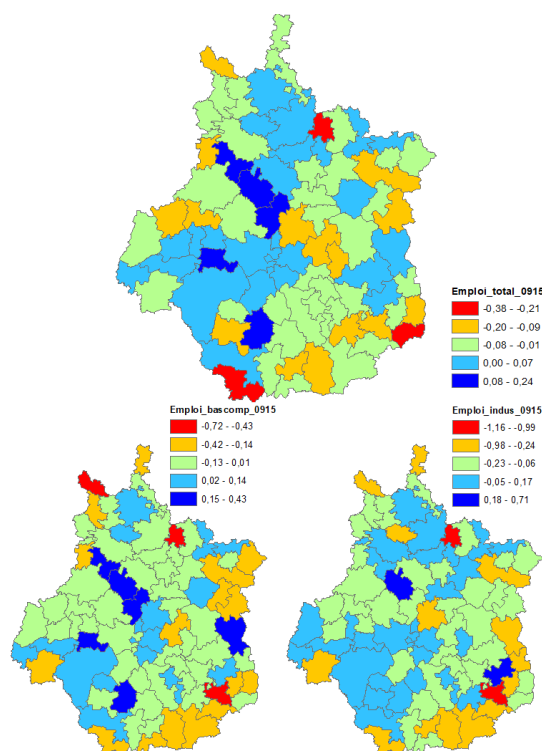 Emploi_total_0915
-0,38 - -0,21
-0,20 - -0,09
-0,08 - -0,01
0,00 - 0,07
0,08 - 0,24
Emploi_bascomp_0915
-0,72 - -0,43
-0,42 - -0,14
-0,13 - 0,01
0,02 - 0,14
0,15 - 0,43
Emploi_indus_0915
-1,16 - -0,99
-0,98 - -0,24
-0,23 - -0,06
-0,05 - 0,17
0,18 - 0,71